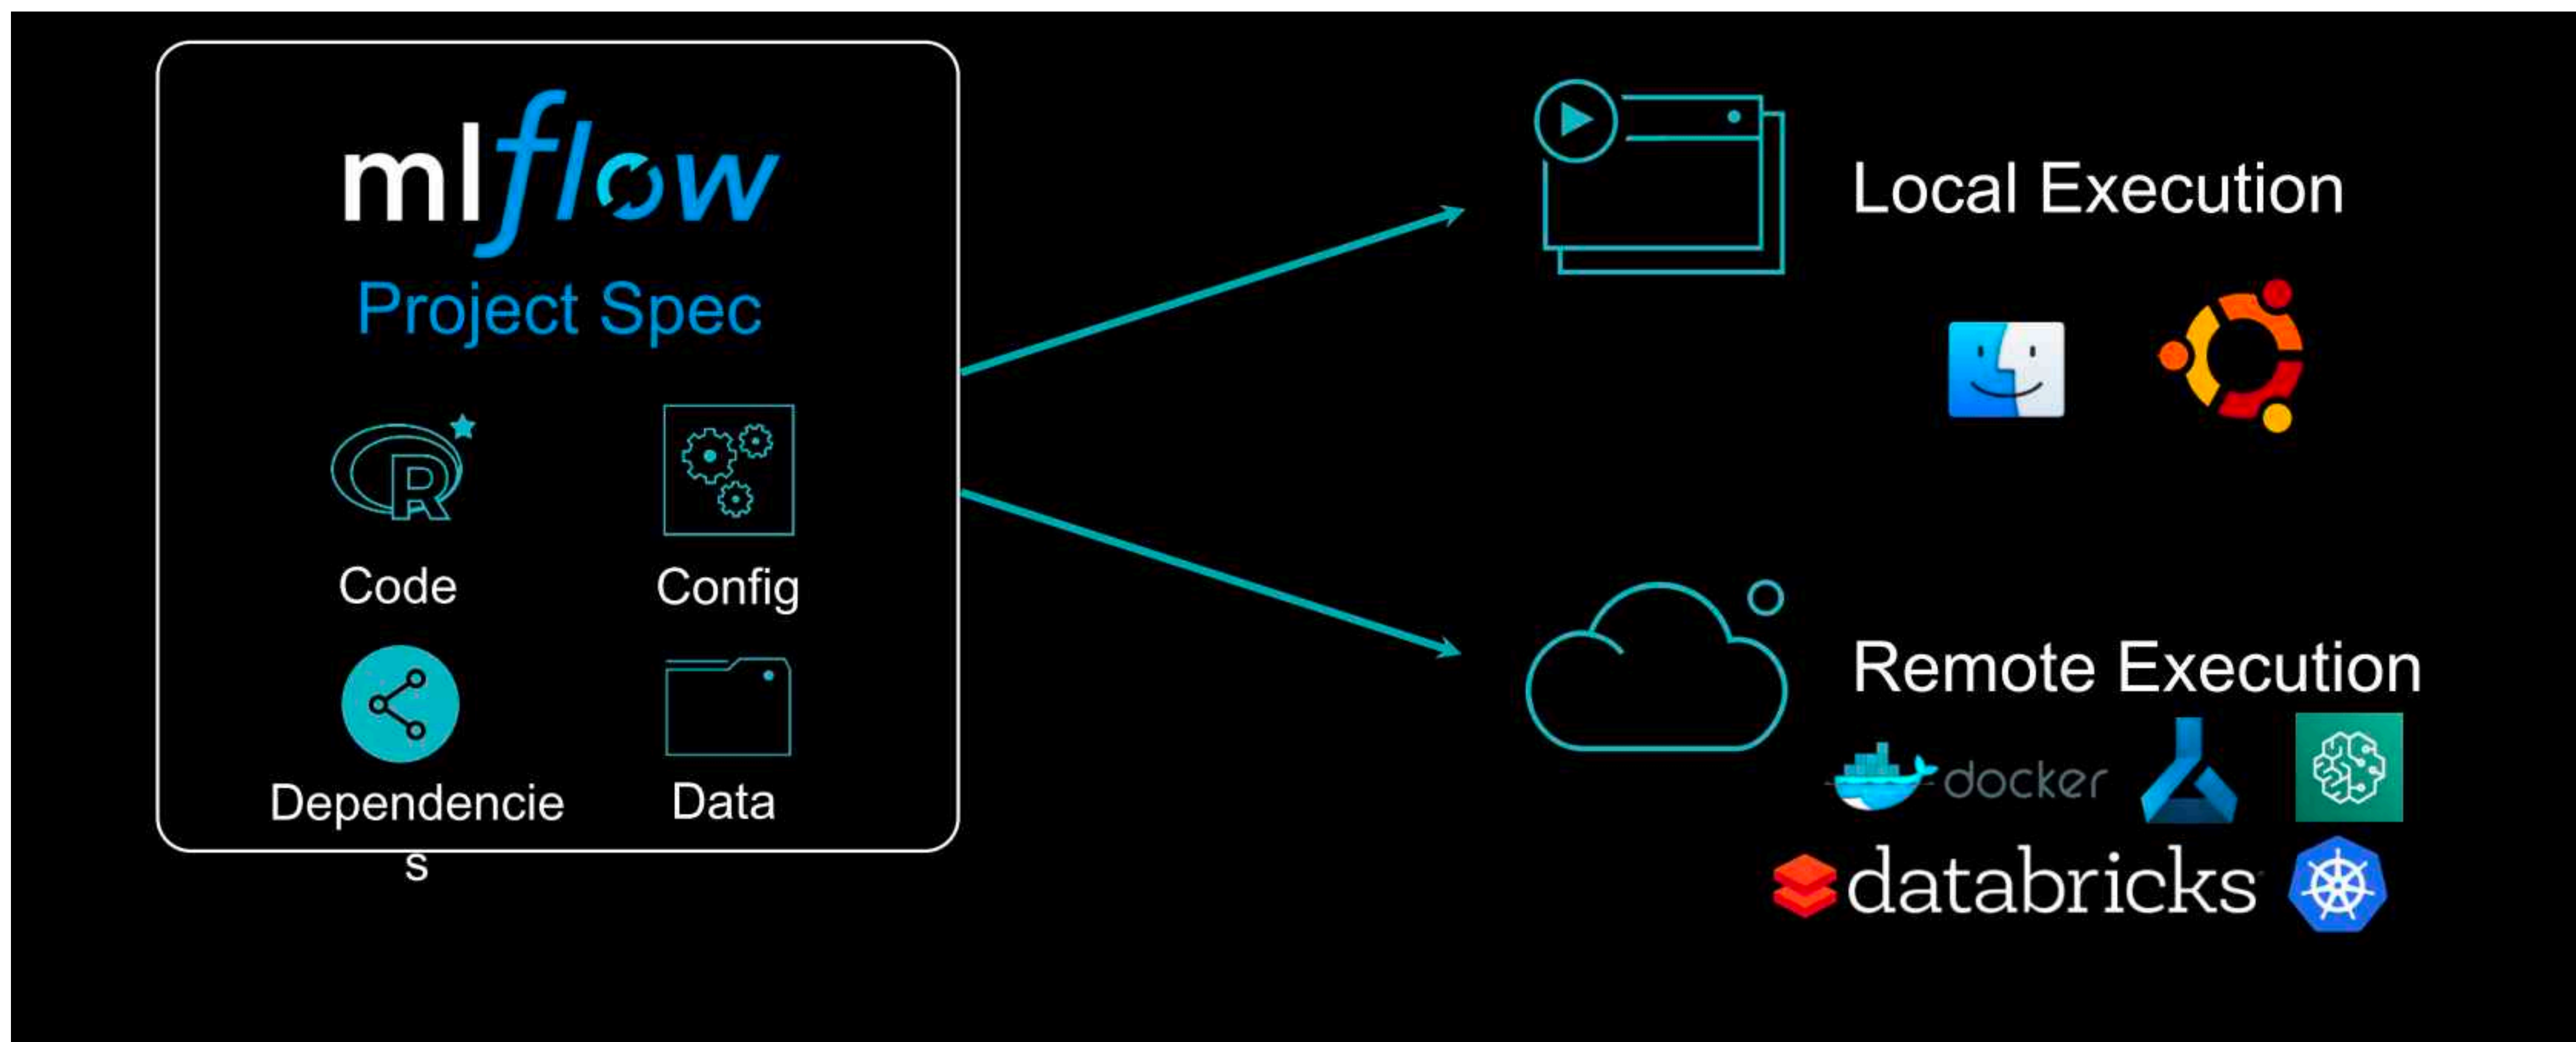 mlflow
Project Spec
R
Code
Config
Dependencie
s
Data
Local Execution
Remote Execution
docker
databricks